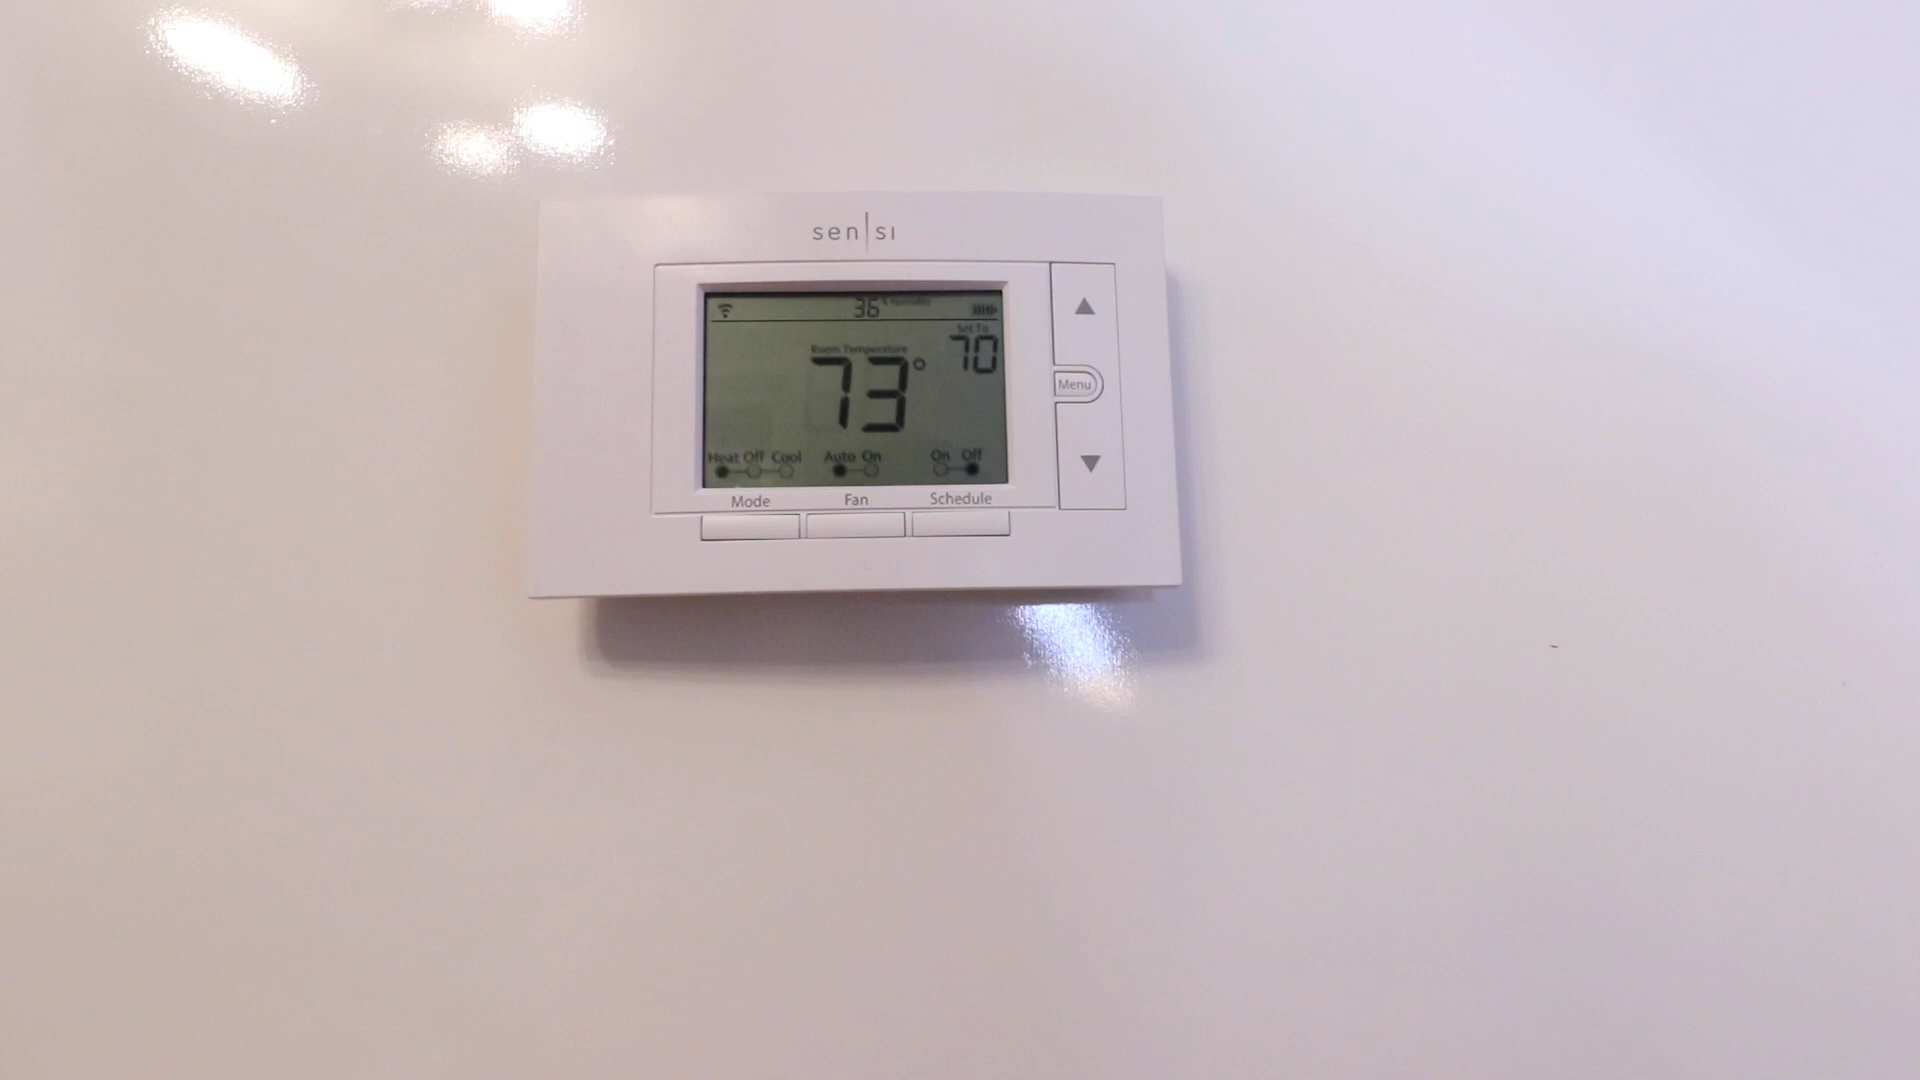 sen|si
36 % Humidity
Set To
70
Room Temperature
73°
Heat Off Cool Auto On On Off
Mode Fan Schedule
Menu